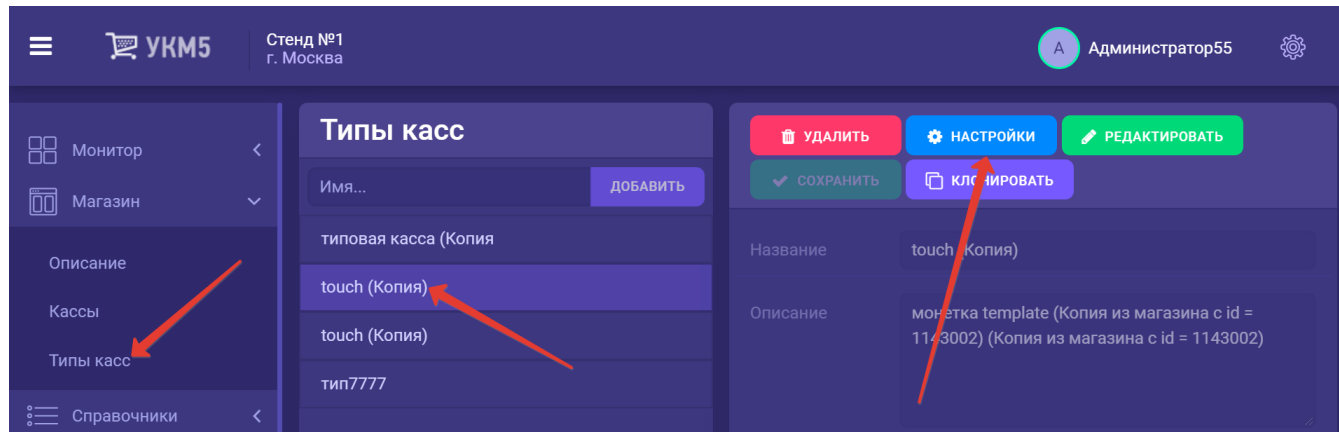 УКМ5
Стенд №1
г. Москва
А
Администратор55
Монитор
Магазин
Описание
Кассы
Типы касс
Справочники
Типы касс
Имя...
ДОБАВИТЬ
типовая касса (Копия
touch (Копия)
touch (Копия)
тип7777
УДАЛИТЬ
НАСТРОЙКИ
РЕДАКТИРОВАТЬ
СОХРАНИТЬ
КЛОНИРОВАТЬ
Название
touch (Копия)
Описание
монетка template (Копия из магазина с id =
1143002) (Копия из магазина с id = 1143002)